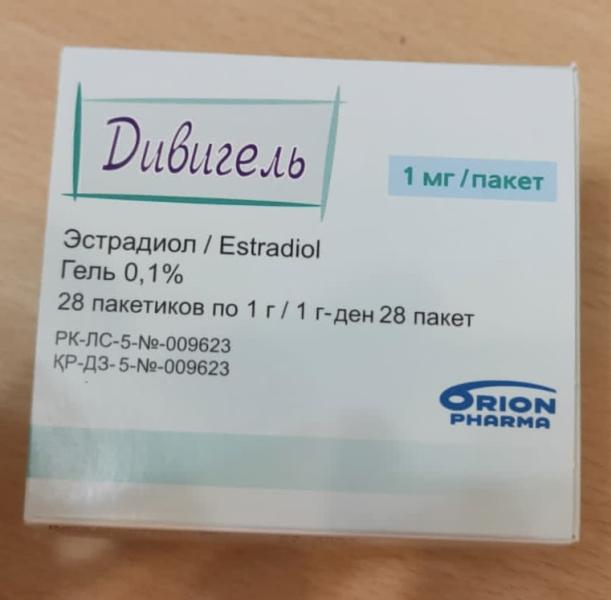 Дивигель
1 мг/пакет
Эстрадиол / Estradiol
Гель 0,1%
28 пакетиков по 1 г / 1 г-ден 28 пакет
РК-ЛС-5-№-009623
ҚР-ДЗ-5-№-009623
ORION
PHARMA